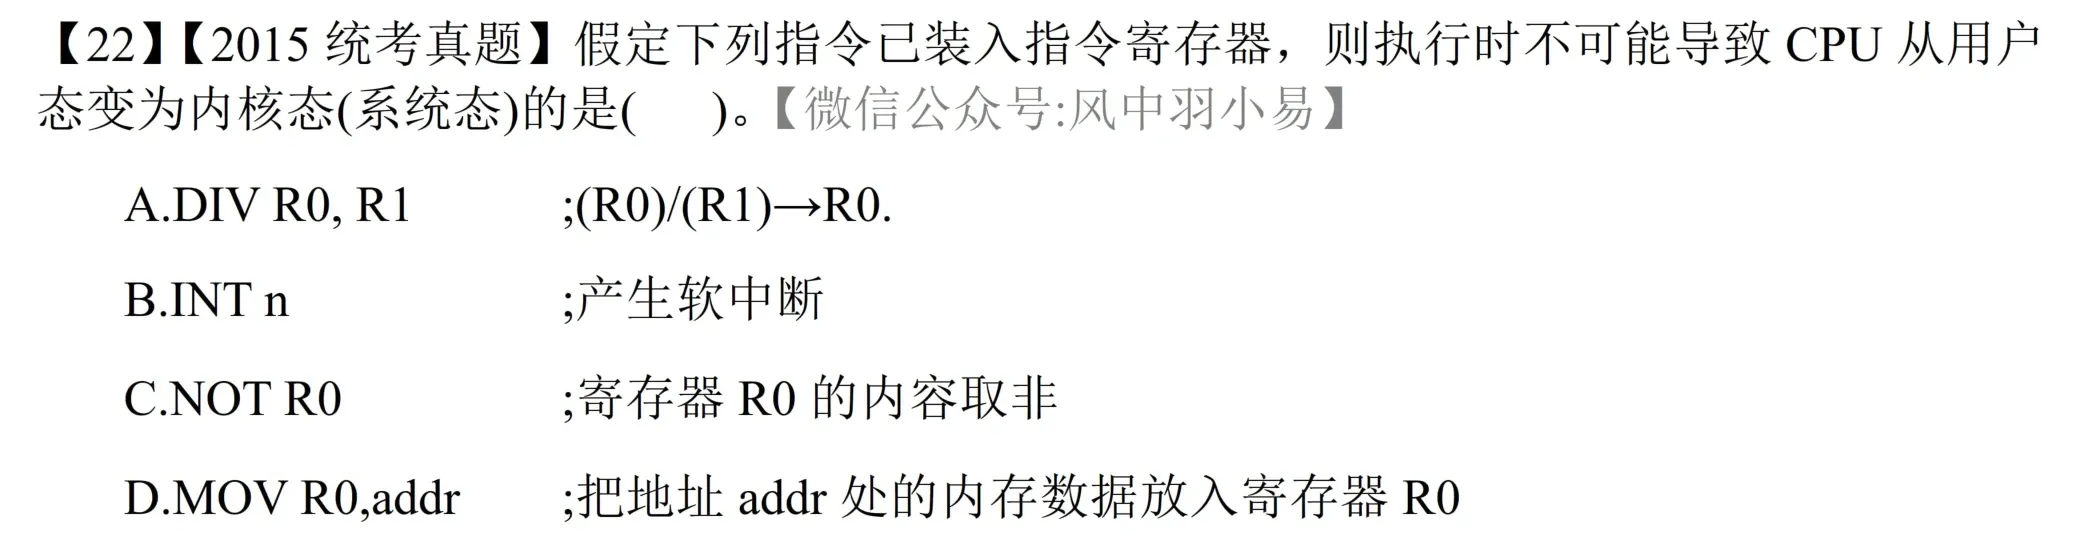 【22】【2015 统考真题】假定下列指令已装入指令寄存器，则执行时不可能导致 CPU 从用户
态变为内核态(系统态)的是(      )。【微信公众号:风中羽小易】
A.DIV R0, R1 ;(R0)/(R1)→R0.
B.INT n ;产生软中断
C.NOT R0 ;寄存器 R0 的内容取非
D.MOV R0,addr ;把地址 addr 处的内存数据放入寄存器 R0